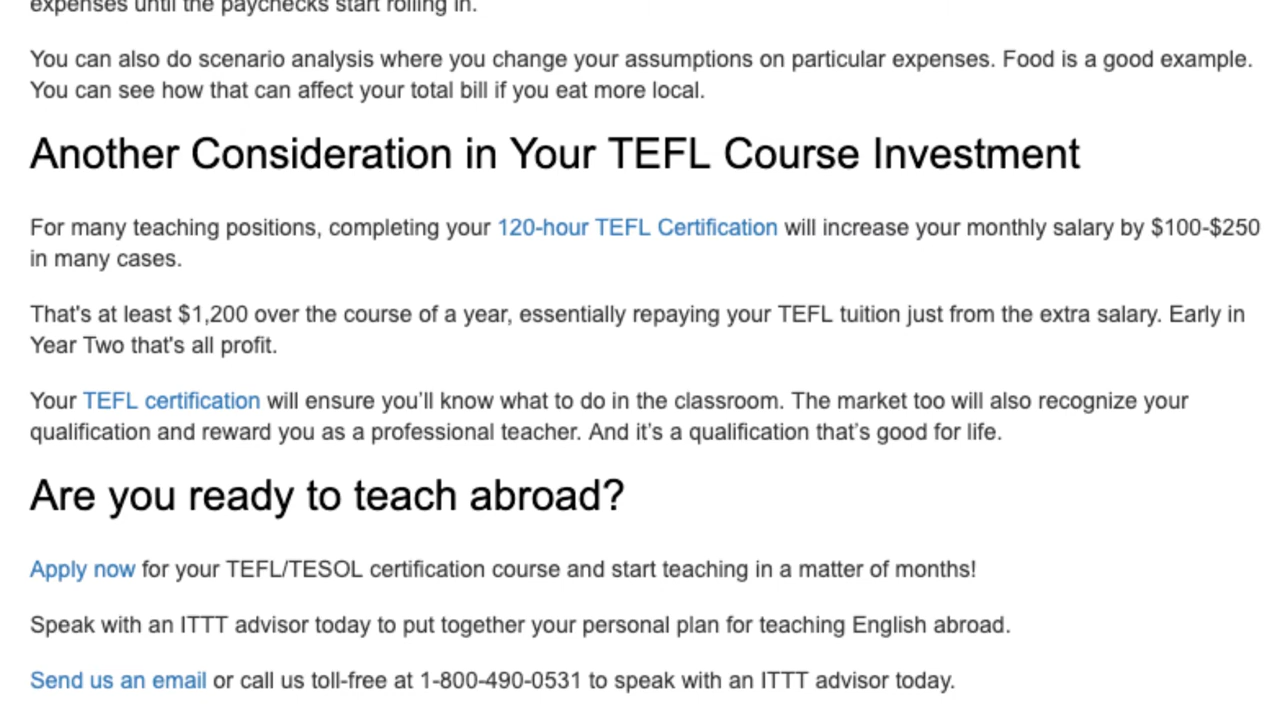 expenses until the paychecks start rolling in.
You can also do scenario analysis where you change your assumptions on particular expenses. Food is a good example.
You can see how that can affect your total bill if you eat more local.
Another Consideration in Your TEFL Course Investment
For many teaching positions, completing your 120-hour TEFL Certification will increase your monthly salary by $100-$250
in many cases.
That's at least $1,200 over the course of a year, essentially repaying your TEFL tuition just from the extra salary. Early in
Year Two that's all profit.
Your TEFL certification will ensure you’ll know what to do in the classroom. The market too will also recognize your
qualification and reward you as a professional teacher. And it’s a qualification that’s good for life.
Are you ready to teach abroad?
Apply now for your TEFL/TESOL certification course and start teaching in a matter of months!
Speak with an ITTT advisor today to put together your personal plan for teaching English abroad.
Send us an email or call us toll-free at 1-800-490-0531 to speak with an ITTT advisor today.